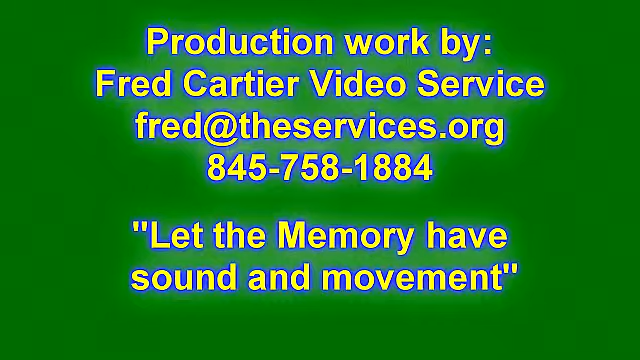 Production work by:
Fred Cartier Video Service
fred@theservices.org
845-758-1884
"Let the Memory have
sound and movement"